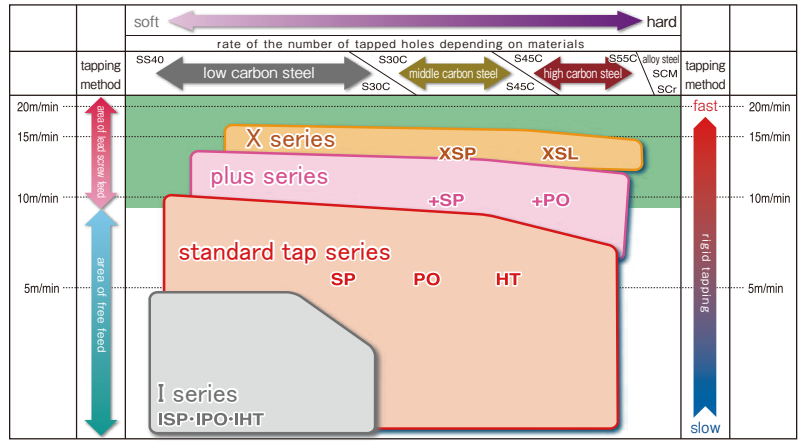 soft
hard
rate of the number of tapped holes depending on materials
tapping
method
SS40
low carbon steel
S30C
S30C
middle carbon steel
S45C
S45C
high carbon steel
S55C
alloy steel
SCM
SCr
tapping
method
20m/min
fast
20m/min
15m/min
15m/min
X series
XSP
XSL
area of lead screw feed
plus series
+SP
+PO
10m/min
10m/min
standard tap series
SP
PO
HT
rigid tapping
area of free feed
5m/min
5m/min
I series
ISP·IPO·IHT
slow